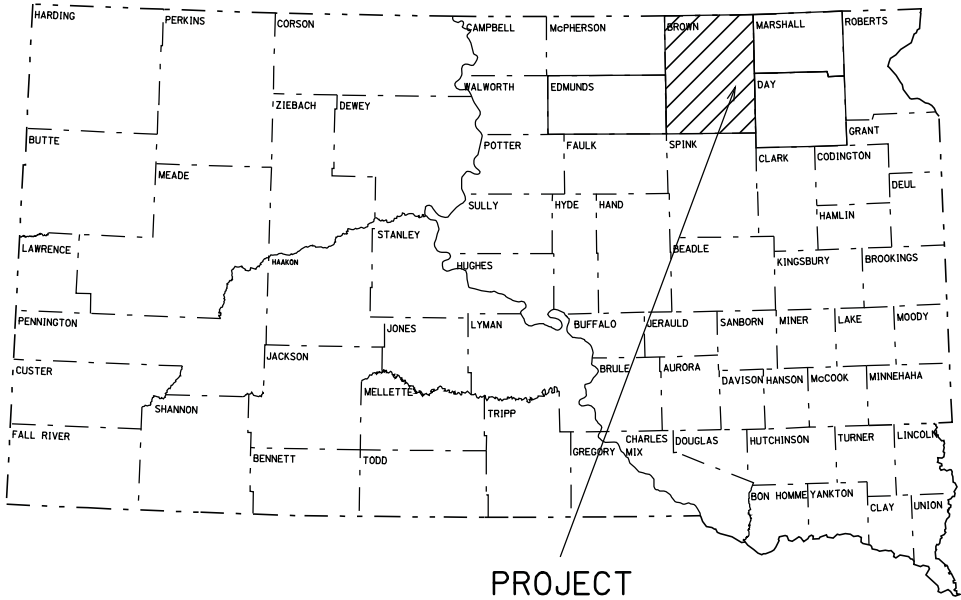 HARDING
PERKINS
CORSON
CAMPBELL
McPHERSON
BROWN
MARSHALL
ROBERTS
ZIEBACH
DEWEY
WALWORTH
EDMUNDS
DAY
BUTTE
MEADE
POTTER
FAULK
SPINK
CLARK
CODINGTON
GRANT
DEUL
HAMLIN
LAWRENCE
HAAKON
STANLEY
SULLY
HYDE
HAND
HUGHES
BEADLE
KINGSBURY
BROOKINGS
PENNINGTON
JACKSON
JONES
LYMAN
BUFFALO
JERAULD
SANBORN
MINER
LAKE
MOODY
CUSTER
SHANNON
MELLETTE
TRIPP
BRULE
AURORA
DAVISON
HANSON
McCOOK
MINNEHAHA
FALL RIVER
BENNETT
TODD
GREGORY
CHARLES
MIX
DOUGLAS
HUTCHINSON
TURNER
LINCOLN
BON HOMME
YANKTON
CLAY
UNION
PROJECT